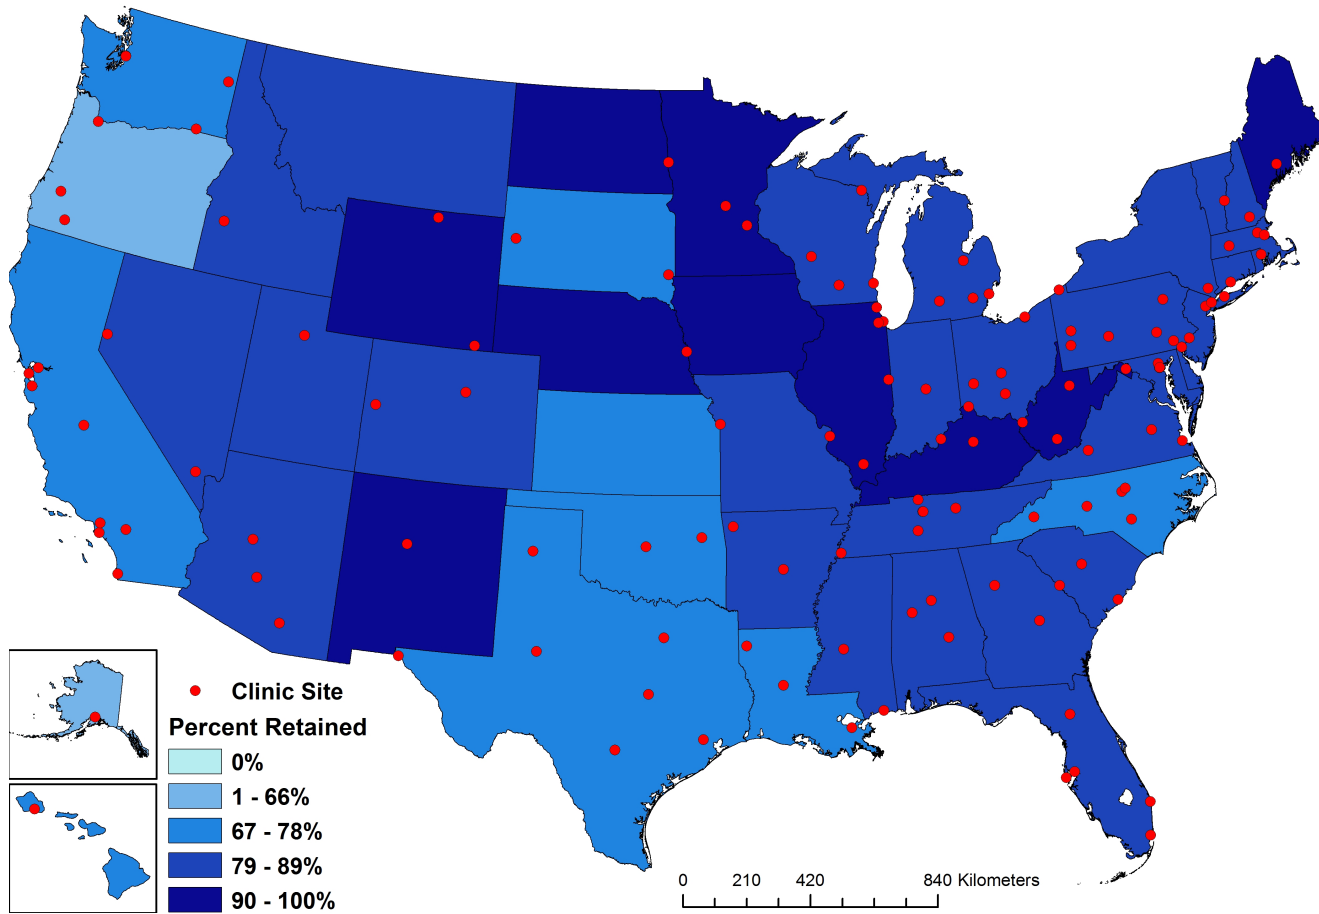 Clinic Site
Percent Retained
0%
1 - 66%
67 - 78%
79 - 89%
90 - 100%
0 210 420 840 Kilometers